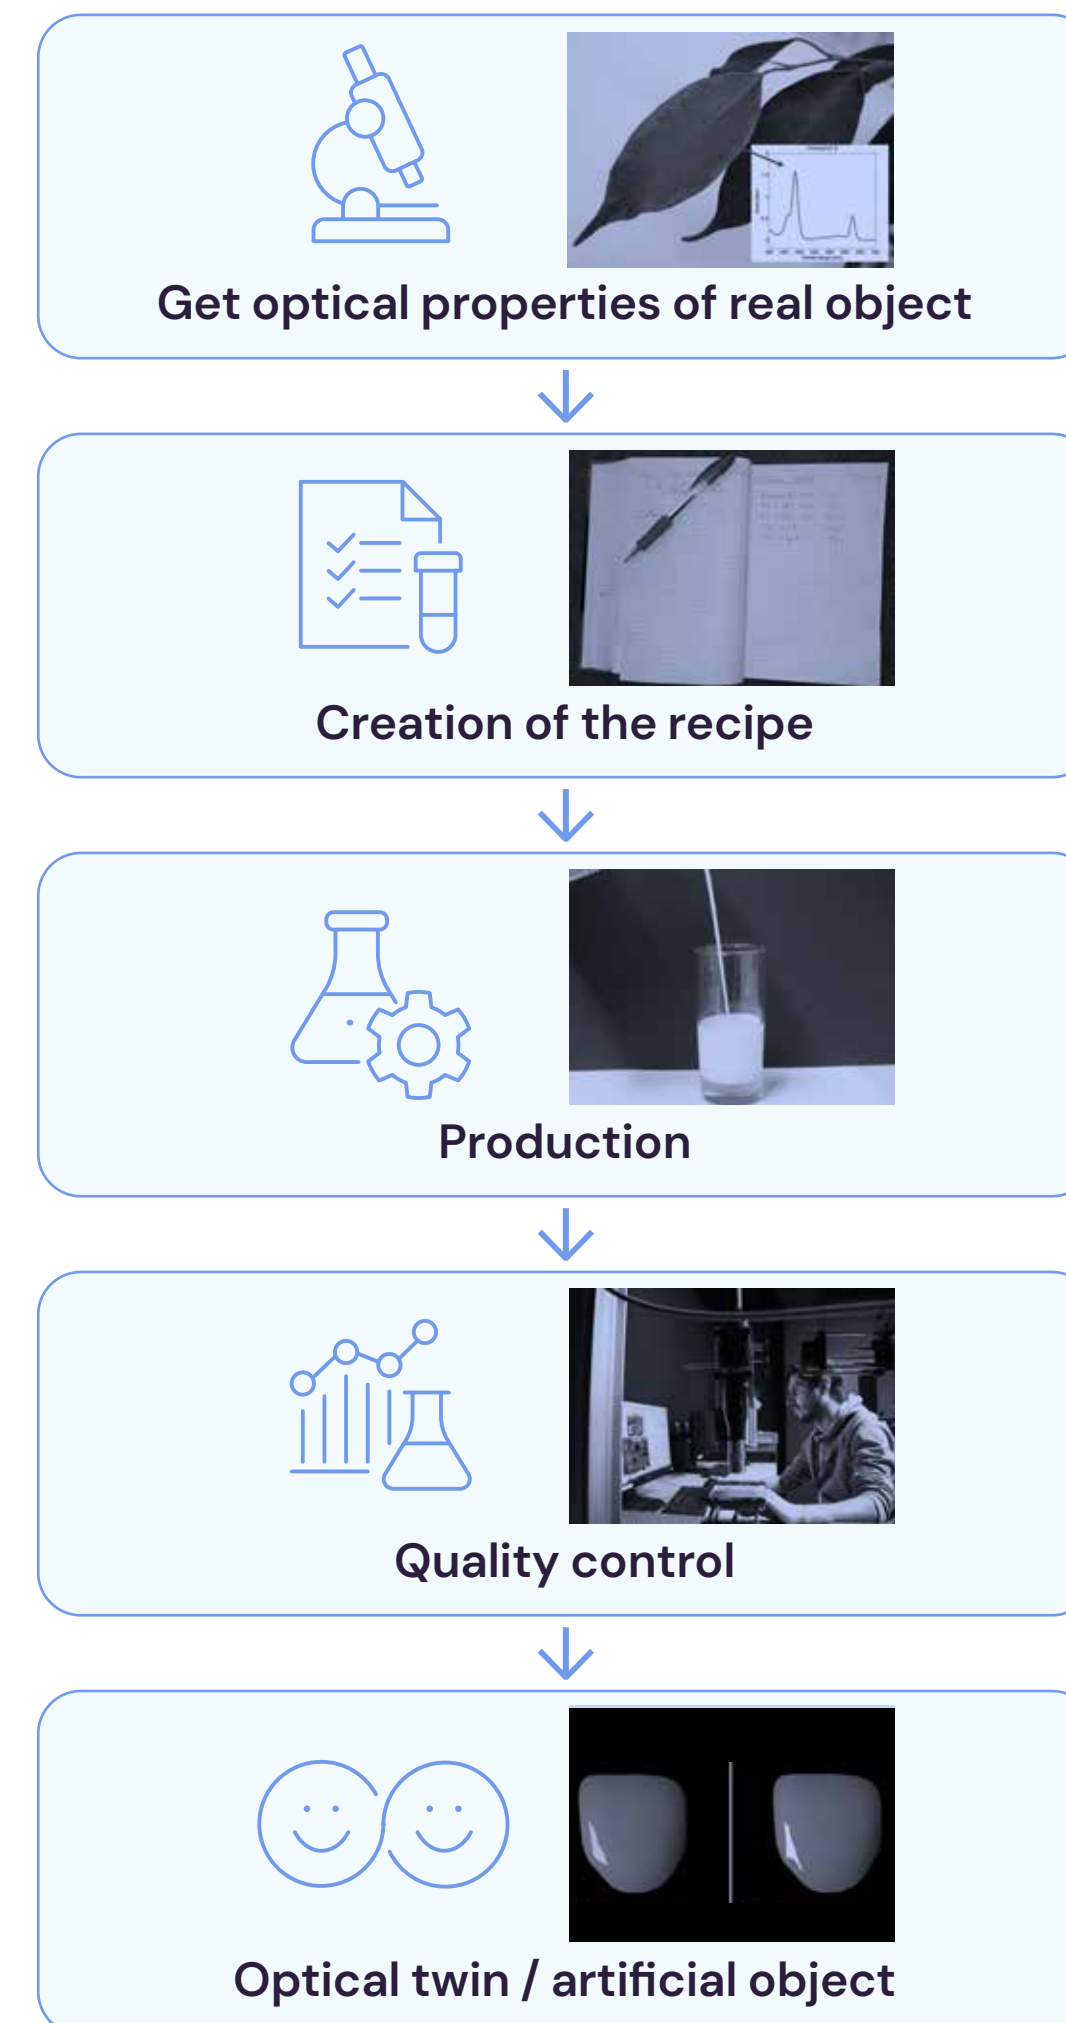 Get optical properties of real object
Creation of the recipe
Production
Quality control
Optical twin / artificial object